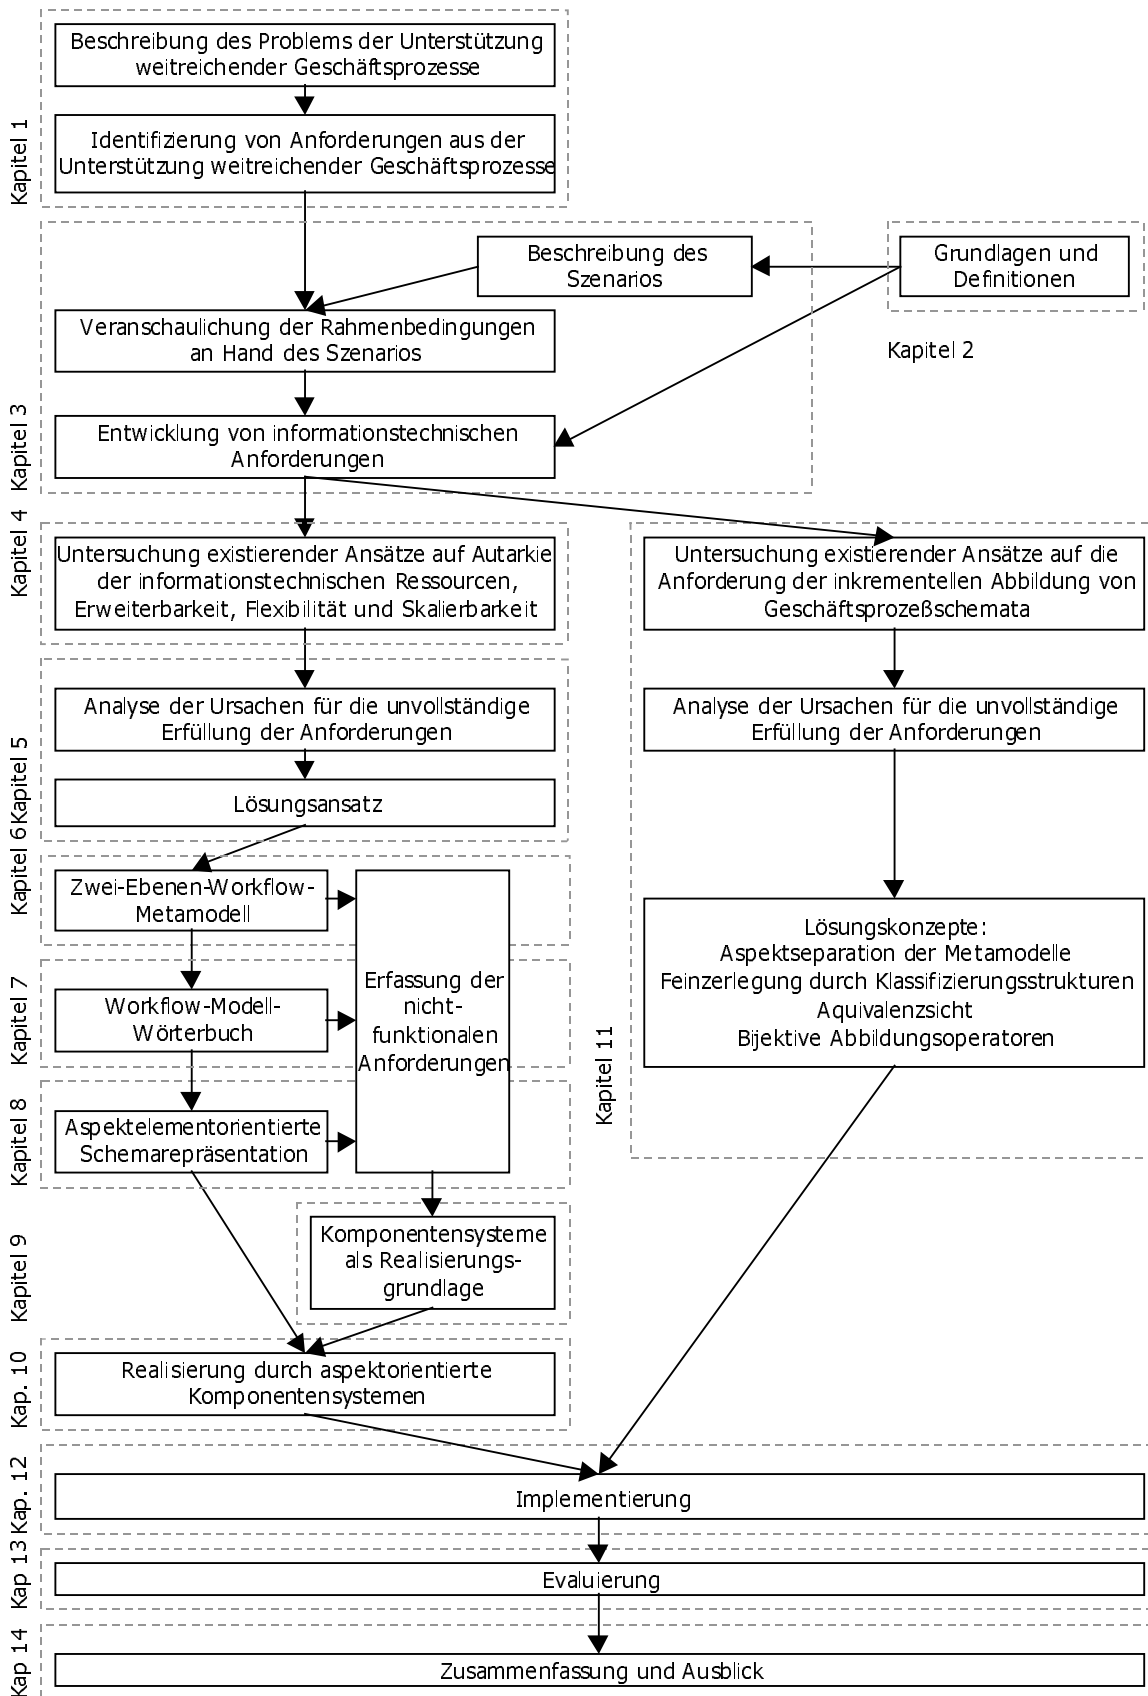 Kapitel 1
Beschreibung des Problems der Unterstützung
weitreichender Geschäftsprozesse
Identifizierung von Anforderungen aus der
Unterstützung weitreichender Geschäftsprozesse
Kapitel 3
Beschreibung des
Szenarios
Grundlagen und
Definitionen
Kapitel 2
Veranschaulichung der Rahmenbedingungen
an Hand des Szenarios
Entwicklung von informationstechnischen
Anforderungen
Kapitel 4
Untersuchung existierender Ansätze auf Autarkie
der informationstechnischen Ressourcen,
Erweiterbarkeit, Flexibilität und Skalierbarkeit
Untersuchung existierender Ansätze auf die
Anforderung der inkrementellen Abbildung von
Geschäftsprozeßschemata
Kapitel 5
Analyse der Ursachen für die unvollständige
Erfüllung der Anforderungen
Analyse der Ursachen für die unvollständige
Erfüllung der Anforderungen
Lösungsansatz
Kapitel 6
Zwei-Ebenen-Workflow-
Metamodell
Erfassung der
nicht-
funktionalen
Anforderungen
Lösungskonzepte:
Aspektseparation der Metamodelle
Feinzerlegung durch Klassifizierungsstrukturen
Aquivalenzsicht
Bijektive Abbildungsoperatoren
Kapitel 11
Kapitel 7
Workflow-Modell-
Wörterbuch
Kapitel 8
Aspektelementorientierte
Schemarepräsentation
Kapitel 9
Komponentensysteme
als Realisierungs-
grundlage
Kap. 10
Realisierung durch aspektorientierte
Komponentensystemen
Kap. 12
Implementierung
Kap 13
Evaluierung
Kap 14
Zusammenfassung und Ausblick